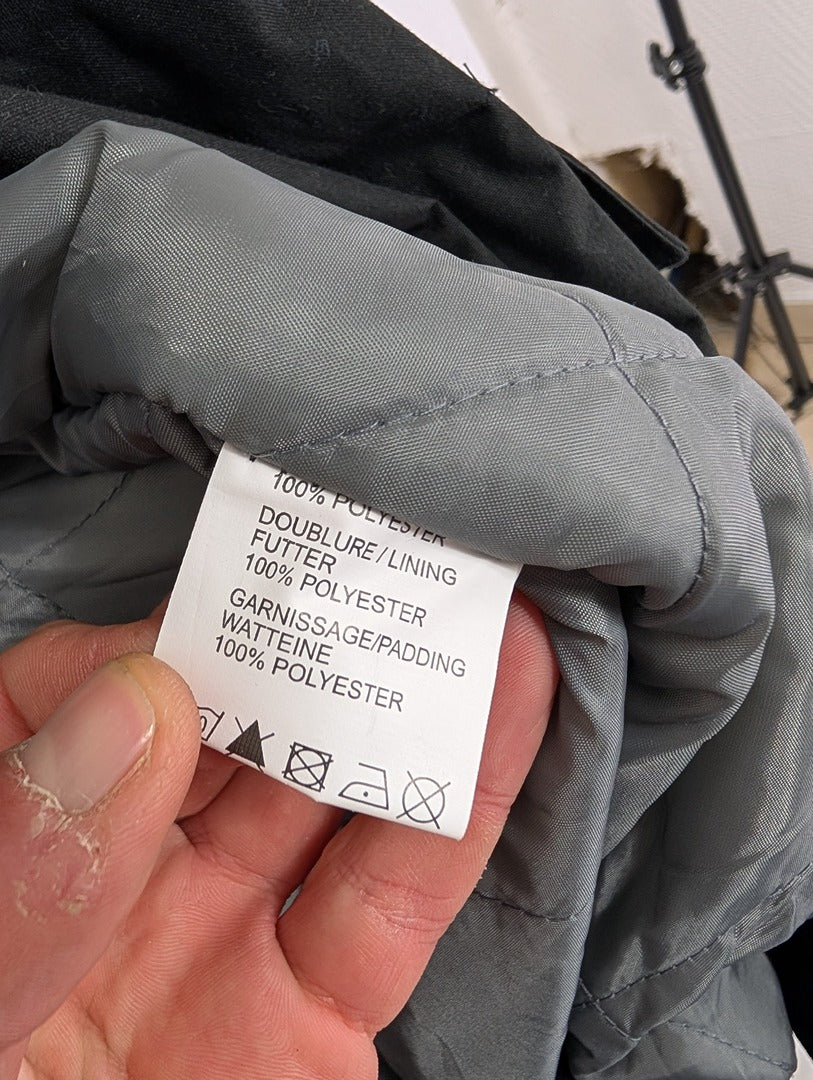 100% POLYESTER
DOUBLURE/LINING
FUTTER
100% POLYESTER
GARNISSAGE/PADDING
WATTEINE
100% POLYESTER